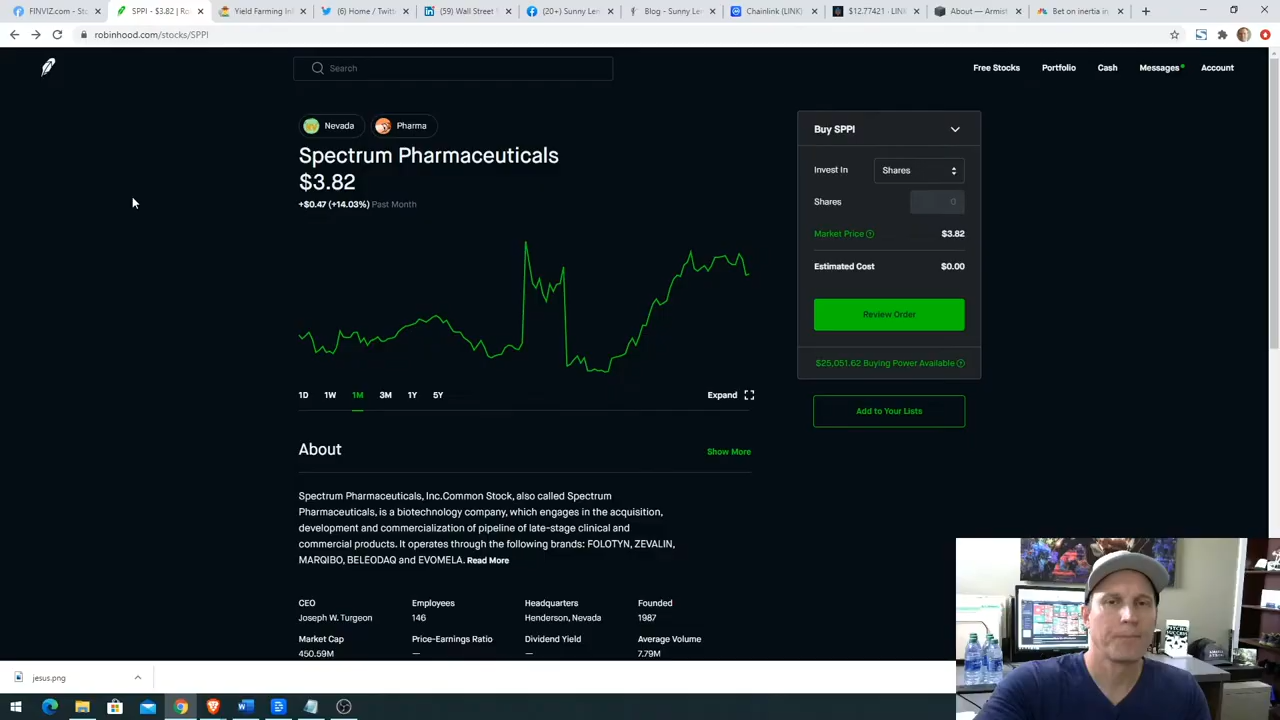 FINVIZ.com - Sto
SPPI - $3.82 | Ro
Yield Farming Inf
(6) Home / Twitt
(59) Wall Street
(20+) Sunny Len
Blog - Sunny Le
Chainlink (LINK)
$12.77421 - LINK
About — Armist
Bet on inertia in
robinhood.com/stocks/SPPI
Search
Free Stocks
Portfolio
Cash
Messages
Account
Nevada
Pharma
Spectrum Pharmaceuticals
$3.82
+$0.47 (+14.03%) Past Month
1D 1W 1M 3M 1Y 5Y
Expand
Buy SPPI
Invest In
Shares
Shares
0
Market Price
$3.82
Estimated Cost
$0.00
Review Order
$25,051.62 Buying Power Available
Add to Your Lists
About
Show More
Spectrum Pharmaceuticals, Inc.Common Stock, also called Spectrum
Pharmaceuticals, is a biotechnology company, which engages in the acquisition,
development and commercialization of pipeline of late-stage clinical and
commercial products. It operates through the following brands: FOLOTYN, ZEVALIN,
MARQIBO, BELEODAQ and EVOMELA. Read More
CEO
Joseph W. Turgeon
Employees
146
Headquarters
Henderson, Nevada
Founded
1987
Market Cap
450.59M
Price-Earnings Ratio
—
Dividend Yield
—
Average Volume
7.79M
PSYCHO
SUCCESS
jesus.png